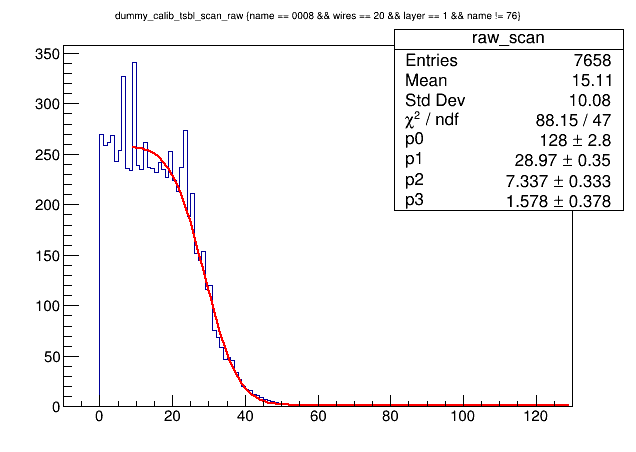 dummy_calib_tsbl_scan_raw {name == 0008 && wires == 20 && layer == 1 && name != 76}
raw_scan
Entries 7658
Mean 15.11
Std Dev 10.08
χ² / ndf 88.15 / 47
p0 128 ± 2.8
p1 28.97 ± 0.35
p2 7.337 ± 0.333
p3 1.578 ± 0.378
350
300
250
200
150
100
50
0
0 20 40 60 80 100 120